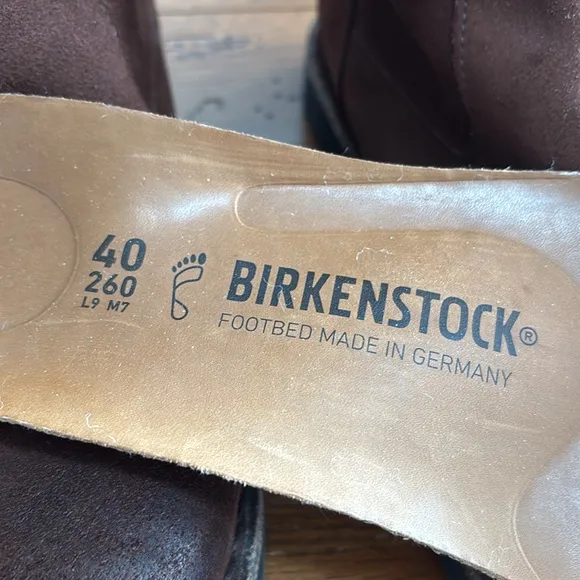 40
260
L9 M7
BIRKENSTOCK®
FOOTBED MADE IN GERMANY